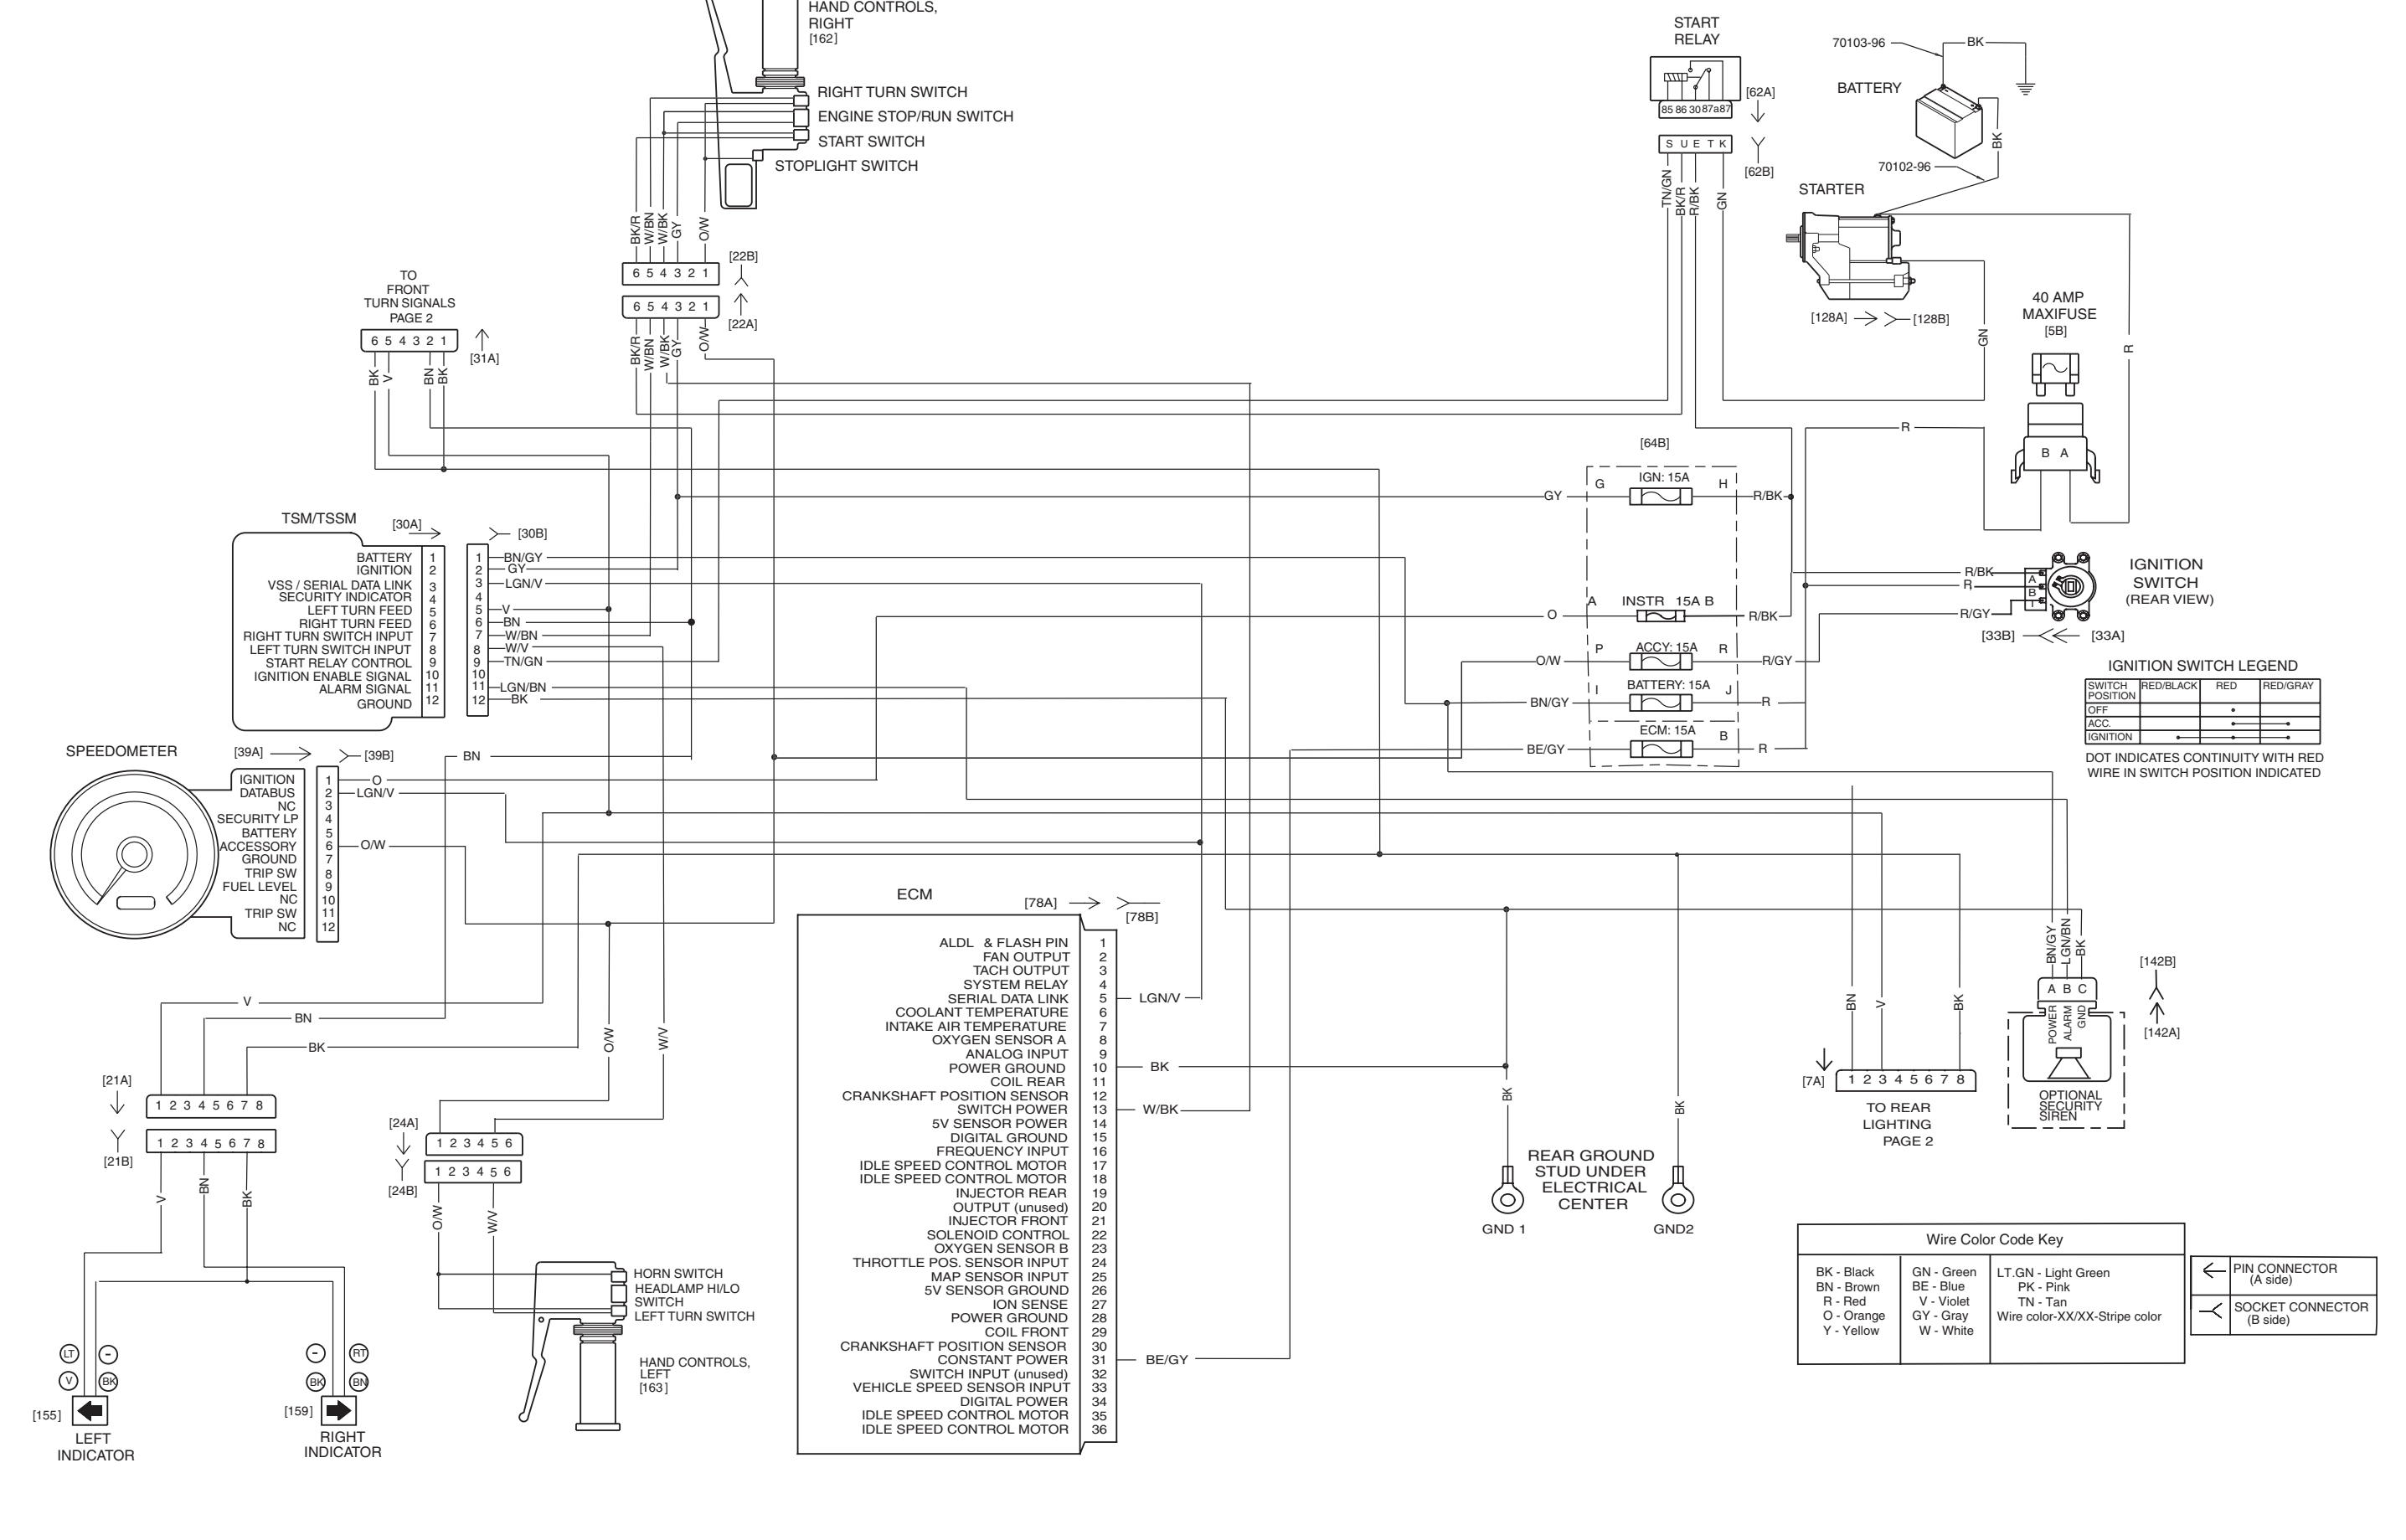 HAND CONTROLS,
RIGHT
[162]
RIGHT TURN SWITCH
ENGINE STOP/RUN SWITCH
START SWITCH
STOPLIGHT SWITCH
BK/R
W/BN
W/BK
GY
O/W
[22B]
6 5 4 3 2 1
6 5 4 3 2 1
[22A]
BK/R
W/BN
W/BK
GY
O/W
START
RELAY
85 86 30 87a 87
[62A]
S U E T K
[62B]
TN/GN
BK/R
R/BK
GN
70103-96
BK
BATTERY
BK
70102-96
STARTER
[128A]
[128B]
GN
R
40 AMP
MAXIFUSE
[5B]
B A
R
TO
FRONT
TURN SIGNALS
PAGE 2
6 5 4 3 2 1
[31A]
BK
V
BN
BK
[64B]
G
IGN: 15A
H
GY
R/BK
A
INSTR 15A B
O
R/BK
P
ACCY: 15A
R
O/W
R/GY
I
BATTERY: 15A
J
BN/GY
R
ECM: 15A
B
BE/GY
R
R/BK
R
R/GY
A
B
I
IGNITION
SWITCH
(REAR VIEW)
[33B]
[33A]
IGNITION SWITCH LEGEND
SWITCH
POSITION
RED/BLACK
RED
RED/GRAY
OFF
ACC.
IGNITION
DOT INDICATES CONTINUITY WITH RED
WIRE IN SWITCH POSITION INDICATED
TSM/TSSM
[30A]
[30B]
BATTERY 1
IGNITION 2
VSS / SERIAL DATA LINK 3
SECURITY INDICATOR 4
LEFT TURN FEED 5
RIGHT TURN FEED 6
RIGHT TURN SWITCH INPUT 7
LEFT TURN SWITCH INPUT 8
START RELAY CONTROL 9
IGNITION ENABLE SIGNAL 10
ALARM SIGNAL 11
GROUND 12
1 BN/GY
2 GY
3 LGN/V
4
5 V
6 BN
7 W/BN
8 W/V
9 TN/GN
10
11 LGN/BN
12 BK
SPEEDOMETER
[39A]
[39B]
BN
IGNITION 1 O
DATABUS 2 LGN/V
NC 3
SECURITY LP 4
BATTERY 5
ACCESSORY 6 O/W
GROUND 7
TRIP SW 8
FUEL LEVEL 9
NC 10
TRIP SW 11
NC 12
V
BN
BK
[21A]
1 2 3 4 5 6 7 8
1 2 3 4 5 6 7 8
[21B]
V
BN
BK
LT
-
V
BK
[155]
LEFT
INDICATOR
-
RT
BK
BN
[159]
RIGHT
INDICATOR
O/W
W/V
[24A]
1 2 3 4 5 6
1 2 3 4 5 6
[24B]
O/W
W/V
HORN SWITCH
HEADLAMP HI/LO
SWITCH
LEFT TURN SWITCH
HAND CONTROLS,
LEFT
[163]
ECM
[78A]
[78B]
ALDL & FLASH PIN 1
FAN OUTPUT 2
TACH OUTPUT 3
SYSTEM RELAY 4
SERIAL DATA LINK 5 LGN/V
COOLANT TEMPERATURE 6
INTAKE AIR TEMPERATURE 7
OXYGEN SENSOR A 8
ANALOG INPUT 9
POWER GROUND 10 BK
COIL REAR 11
CRANKSHAFT POSITION SENSOR 12
SWITCH POWER 13 W/BK
5V SENSOR POWER 14
DIGITAL GROUND 15
FREQUENCY INPUT 16
IDLE SPEED CONTROL MOTOR 17
IDLE SPEED CONTROL MOTOR 18
INJECTOR REAR 19
OUTPUT (unused) 20
INJECTOR FRONT 21
SOLENOID CONTROL 22
OXYGEN SENSOR B 23
THROTTLE POS. SENSOR INPUT 24
MAP SENSOR INPUT 25
5V SENSOR GROUND 26
ION SENSE 27
POWER GROUND 28
COIL FRONT 29
CRANKSHAFT POSITION SENSOR 30
CONSTANT POWER 31 BE/GY
SWITCH INPUT (unused) 32
VEHICLE SPEED SENSOR INPUT 33
DIGITAL POWER 34
IDLE SPEED CONTROL MOTOR 35
IDLE SPEED CONTROL MOTOR 36
BK
BK
REAR GROUND
STUD UNDER
ELECTRICAL
CENTER
GND 1
GND2
BN
V
BK
[7A]
1 2 3 4 5 6 7 8
TO REAR
LIGHTING
PAGE 2
BN/GY
LGN/BN
BK
A B C
POWER
ALARM
GND
[142B]
[142A]
OPTIONAL
SECURITY
SIREN
Wire Color Code Key
BK - Black
BN - Brown
R - Red
O - Orange
Y - Yellow
GN - Green
BE - Blue
V - Violet
GY - Gray
W - White
LT.GN - Light Green
PK - Pink
TN - Tan
Wire color-XX/XX-Stripe color
PIN CONNECTOR
(A side)
SOCKET CONNECTOR
(B side)